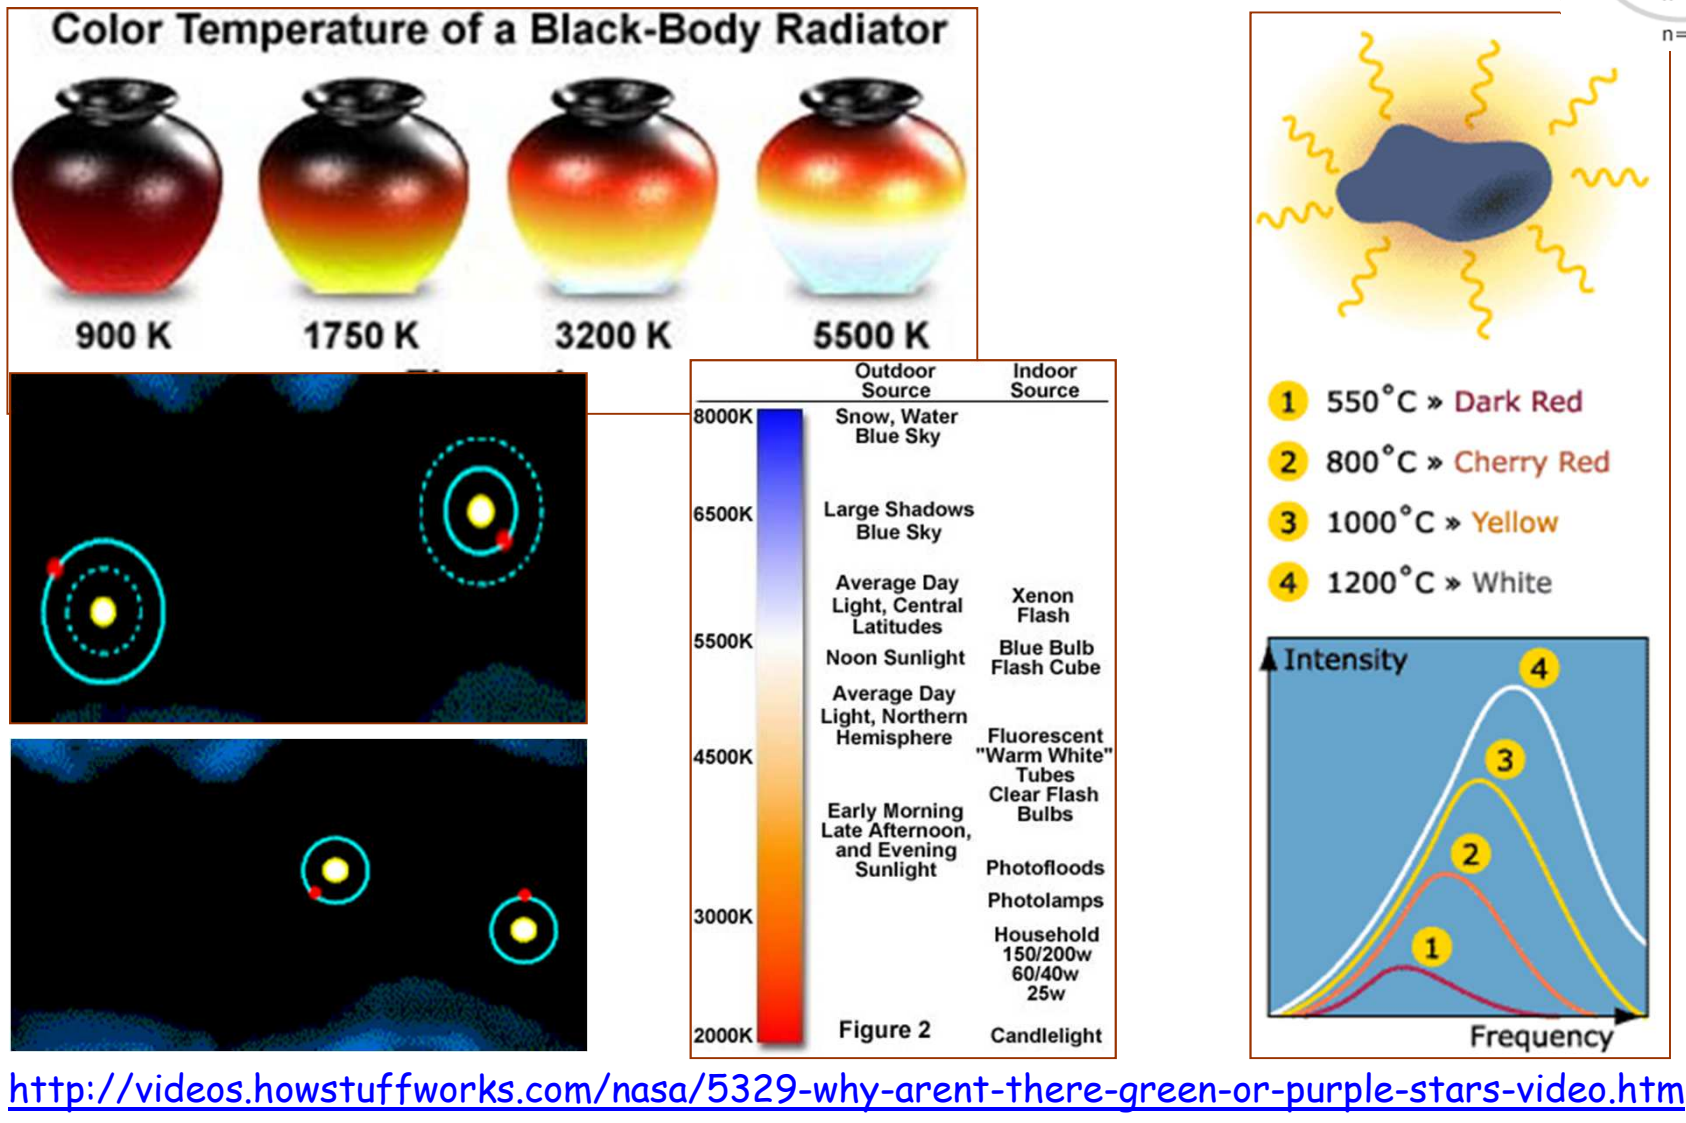 Color Temperature of a Black-Body Radiator
900 K
1750 K
3200 K
5500 K
Outdoor Source
Indoor Source
8000K
Snow, Water
Blue Sky
6500K
Large Shadows
Blue Sky
Average Day
Light, Central
Latitudes
Xenon
Flash
5500K
Noon Sunlight
Blue Bulb
Flash Cube
Average Day
Light, Northern
Hemisphere
4500K
Fluorescent
"Warm White"
Tubes
Clear Flash
Bulbs
Early Morning
Late Afternoon,
and Evening
Sunlight
Photofloods
Photolamps
3000K
Household
150/200w
60/40w
25w
2000K
Figure 2
Candlelight
n=
1 550°C » Dark Red
2 800°C » Cherry Red
3 1000°C » Yellow
4 1200°C » White
Intensity
4
3
2
1
Frequency
http://videos.howstuffworks.com/nasa/5329-why-arent-there-green-or-purple-stars-video.htm